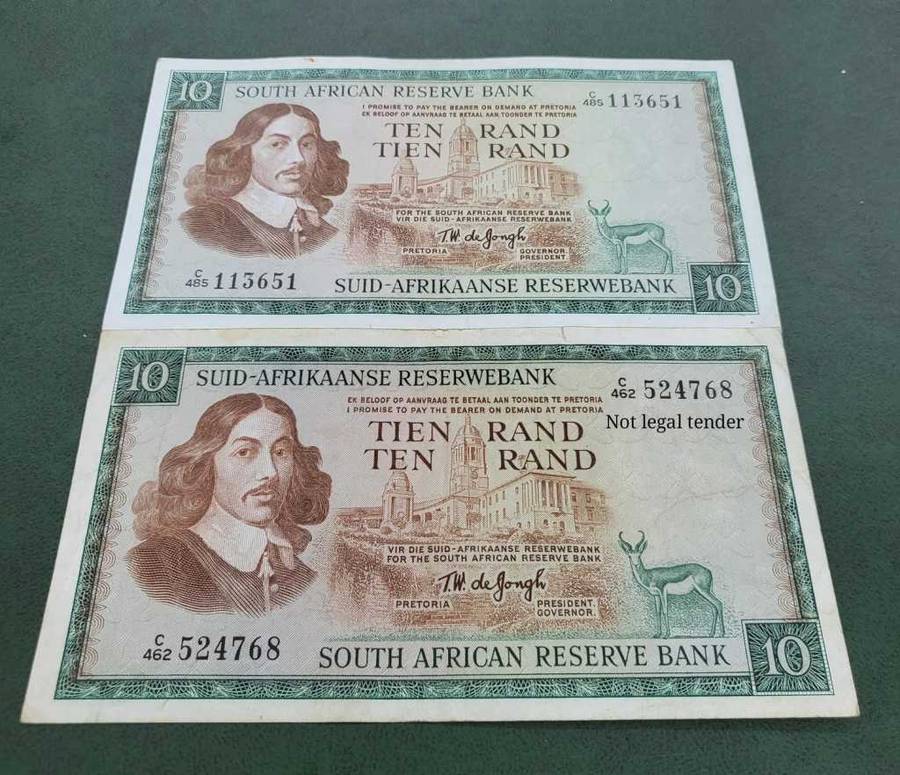 10 SOUTH AFRICAN RESERVE BANK
C/485 113651
I PROMISE TO PAY THE BEARER ON DEMAND AT PRETORIA
EK BELOOF OP AANVRAAG TE BETAAL AAN TOONDER TE PRETORIA
TEN RAND
TIEN RAND
FOR THE SOUTH AFRICAN RESERVE BANK
VIR DIE SUID-AFRIKAANSE RESERWEBANK
T.W. de Jongh
PRETORIA GOVERNOR.
PRESIDENT.
C/485 113651
SUID-AFRIKAANSE RESERWEBANK 10
10 SUID-AFRIKAANSE RESERWEBANK
C/462 524768
EK BELOOF OP AANVRAAG TE BETAAL AAN TOONDER TE PRETORIA
I PROMISE TO PAY THE BEARER ON DEMAND AT PRETORIA
Not legal tender
TIEN RAND
TEN RAND
VIR DIE SUID-AFRIKAANSE RESERWEBANK
FOR THE SOUTH AFRICAN RESERVE BANK
T.W. de Jongh
PRETORIA PRESIDENT.
GOVERNOR.
C/462 524768
SOUTH AFRICAN RESERVE BANK 10